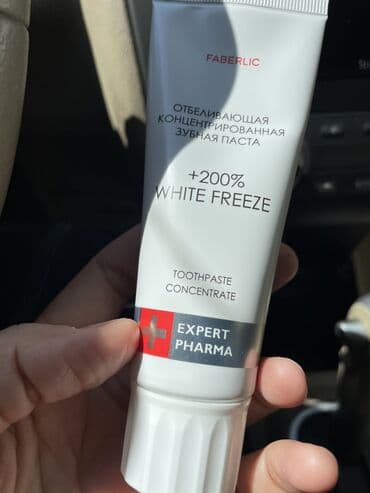 FABERLIC
ОТБЕЛИВАЮЩАЯ
КОНЦЕНТРИРОВАННАЯ
ЗУБНАЯ ПАСТА
+200%
WHITE FREEZE
TOOTHPASTE
CONCENTRATE
EXPERT
PHARMA